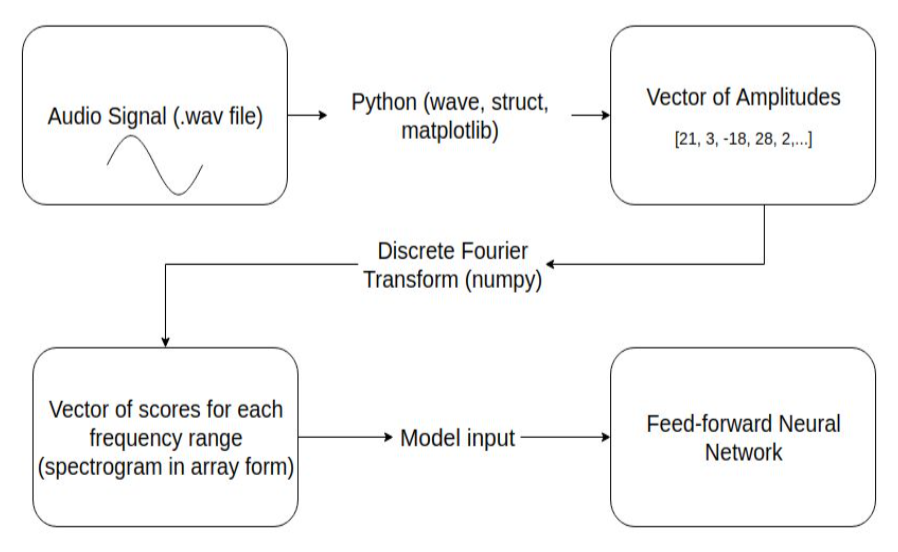 Audio Signal (.wav file)
Python (wave, struct,
matplotlib)
Vector of Amplitudes
[21, 3, -18, 28, 2,...]
Discrete Fourier
Transform (numpy)
Vector of scores for each
frequency range
(spectrogram in array form)
Model input
Feed-forward Neural
Network